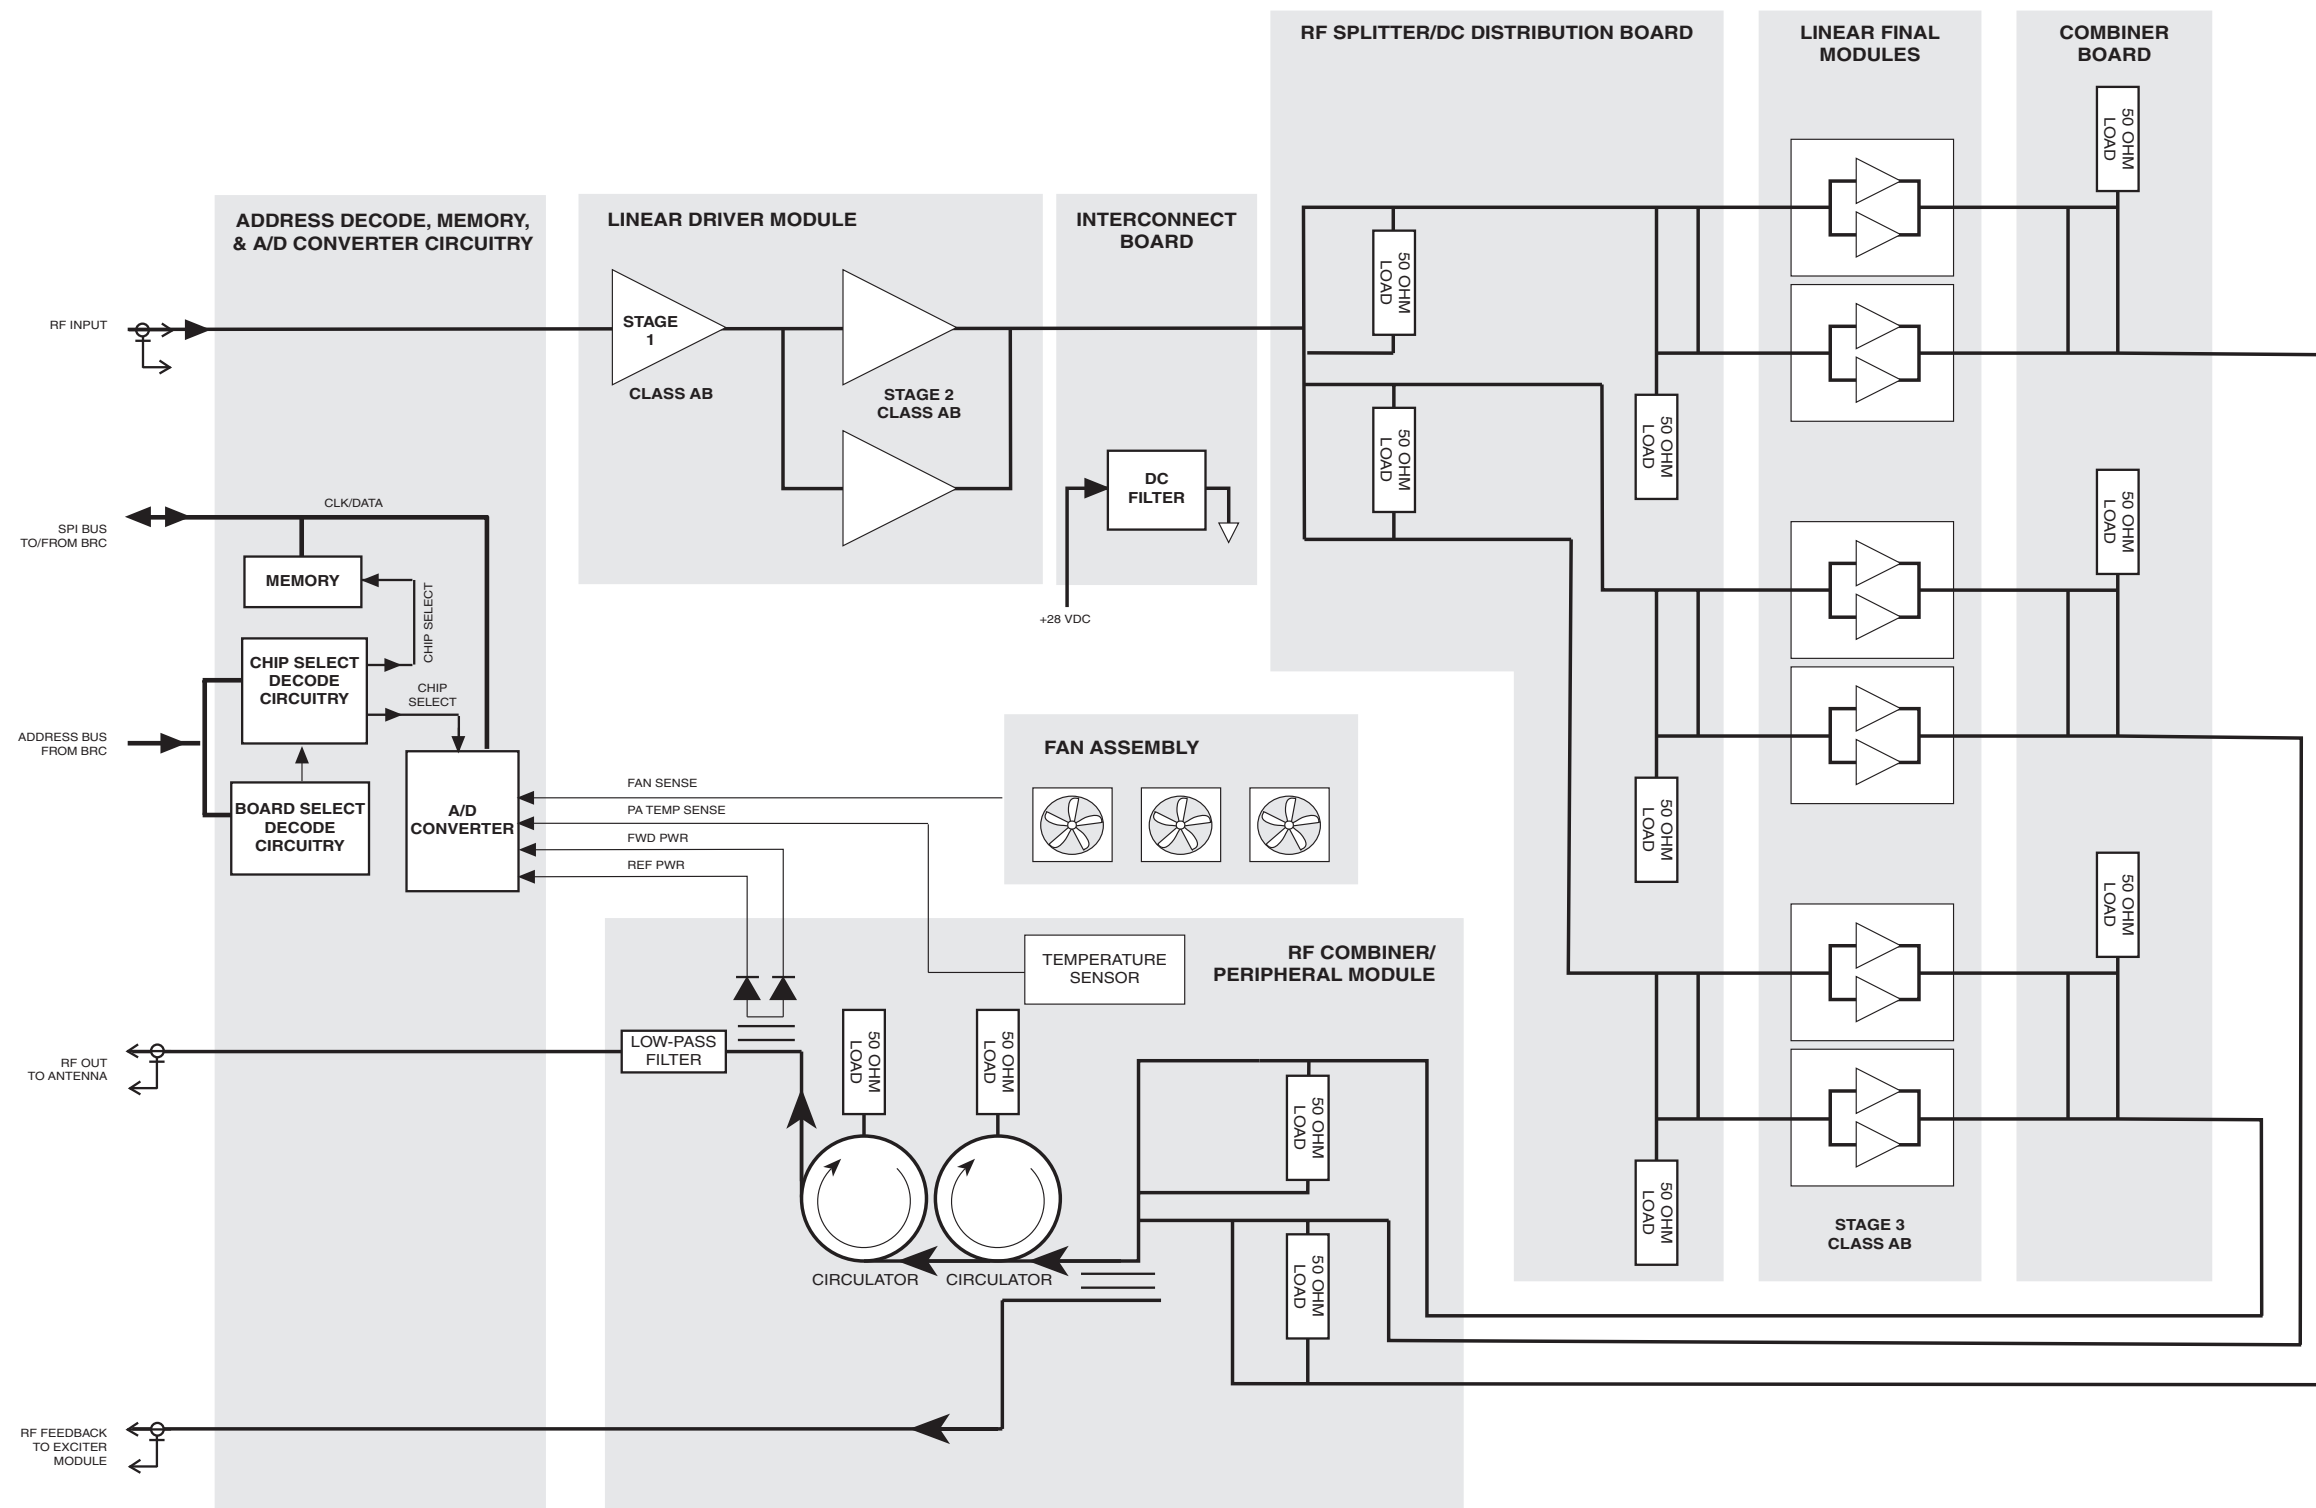 RF SPLITTER/DC DISTRIBUTION BOARD
LINEAR FINAL
MODULES
COMBINER
BOARD
50 OHM
LOAD
ADDRESS DECODE, MEMORY,
& A/D CONVERTER CIRCUITRY
LINEAR DRIVER MODULE
INTERCONNECT
BOARD
50 OHM
LOAD
RF INPUT
STAGE
1
CLASS AB
STAGE 2
CLASS AB
50 OHM
LOAD
50 OHM
LOAD
DC
FILTER
+28 VDC
50 OHM
LOAD
CLK/DATA
SPI BUS
TO/FROM BRC
MEMORY
CHIP SELECT
CHIP SELECT
DECODE
CIRCUITRY
CHIP
SELECT
ADDRESS BUS
FROM BRC
BOARD SELECT
DECODE
CIRCUITRY
A/D
CONVERTER
FAN SENSE
PA TEMP SENSE
FWD PWR
REF PWR
FAN ASSEMBLY
50 OHM
LOAD
50 OHM
LOAD
RF COMBINER/
PERIPHERAL MODULE
TEMPERATURE
SENSOR
LOW-PASS
FILTER
50 OHM
LOAD
50 OHM
LOAD
RF OUT
TO ANTENNA
50 OHM
LOAD
50 OHM
LOAD
STAGE 3
CLASS AB
CIRCULATOR
CIRCULATOR
50 OHM
LOAD
RF FEEDBACK
TO EXCITER
MODULE